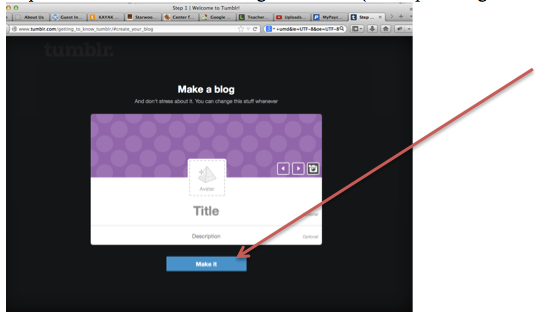 Step 1 | Welcome to Tumblr!
About Us
Guest In...
KAYAK ...
Starwoo...
Center f...
Google ...
Teacher...
Uploads...
MyPaym...
Step ...
www.tumblr.com/getting_to_know_tumblr/#create_your_blog
tumblr.
Make a blog
And don't stress about it. You can change this stuff whenever
Avatar
Title
Description
Optional
Make it